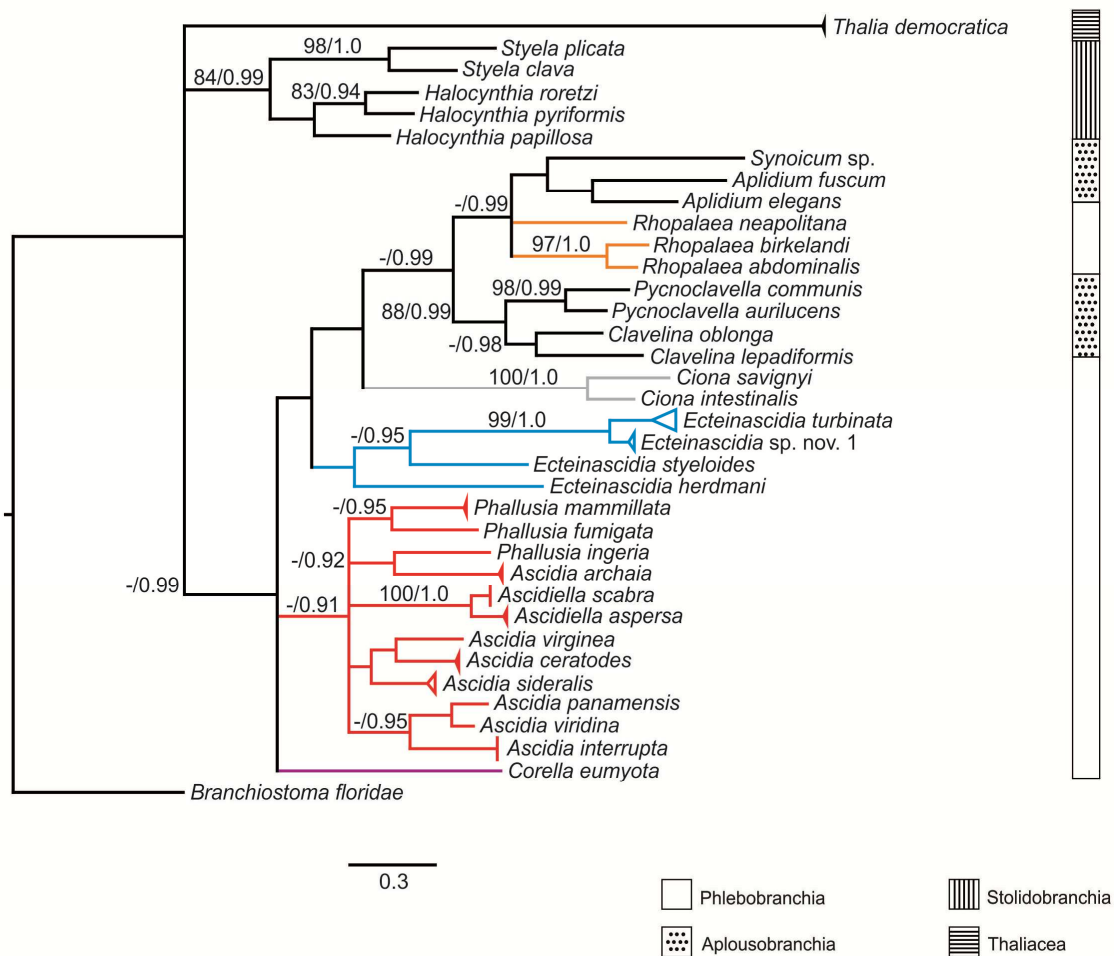 Thalia democratica
98/1.0
Styela plicata
Styela clava
84/0.99
83/0.94
Halocynthia roretzi
Halocynthia pyriformis
Halocynthia papillosa
Synoicum sp.
Aplidium fuscum
Aplidium elegans
-/0.99
Rhopalaea neapolitana
97/1.0
Rhopalaea birkelandi
Rhopalaea abdominalis
-/0.99
98/0.99
Pycnoclavella communis
88/0.99
Pycnoclavella aurilucens
Clavelina oblonga
-/0.98
Clavelina lepadiformis
100/1.0
Ciona savignyi
Ciona intestinalis
99/1.0
Ecteinascidia turbinata
-/0.95
Ecteinascidia sp. nov. 1
Ecteinascidia styeloides
Ecteinascidia herdmani
-/0.95
Phallusia mammillata
Phallusia fumigata
-/0.92
Phallusia ingeria
Ascidia archaia
-/0.99
-/0.91
100/1.0
Ascidiella scabra
Ascidiella aspersa
Ascidia virginea
Ascidia ceratodes
Ascidia sideralis
Ascidia panamensis
-/0.95
Ascidia viridina
Ascidia interrupta
Corella eumyota
Branchiostoma floridae
0.3
Phlebobranchia
Stolidobranchia
Aplousobranchia
Thaliacea